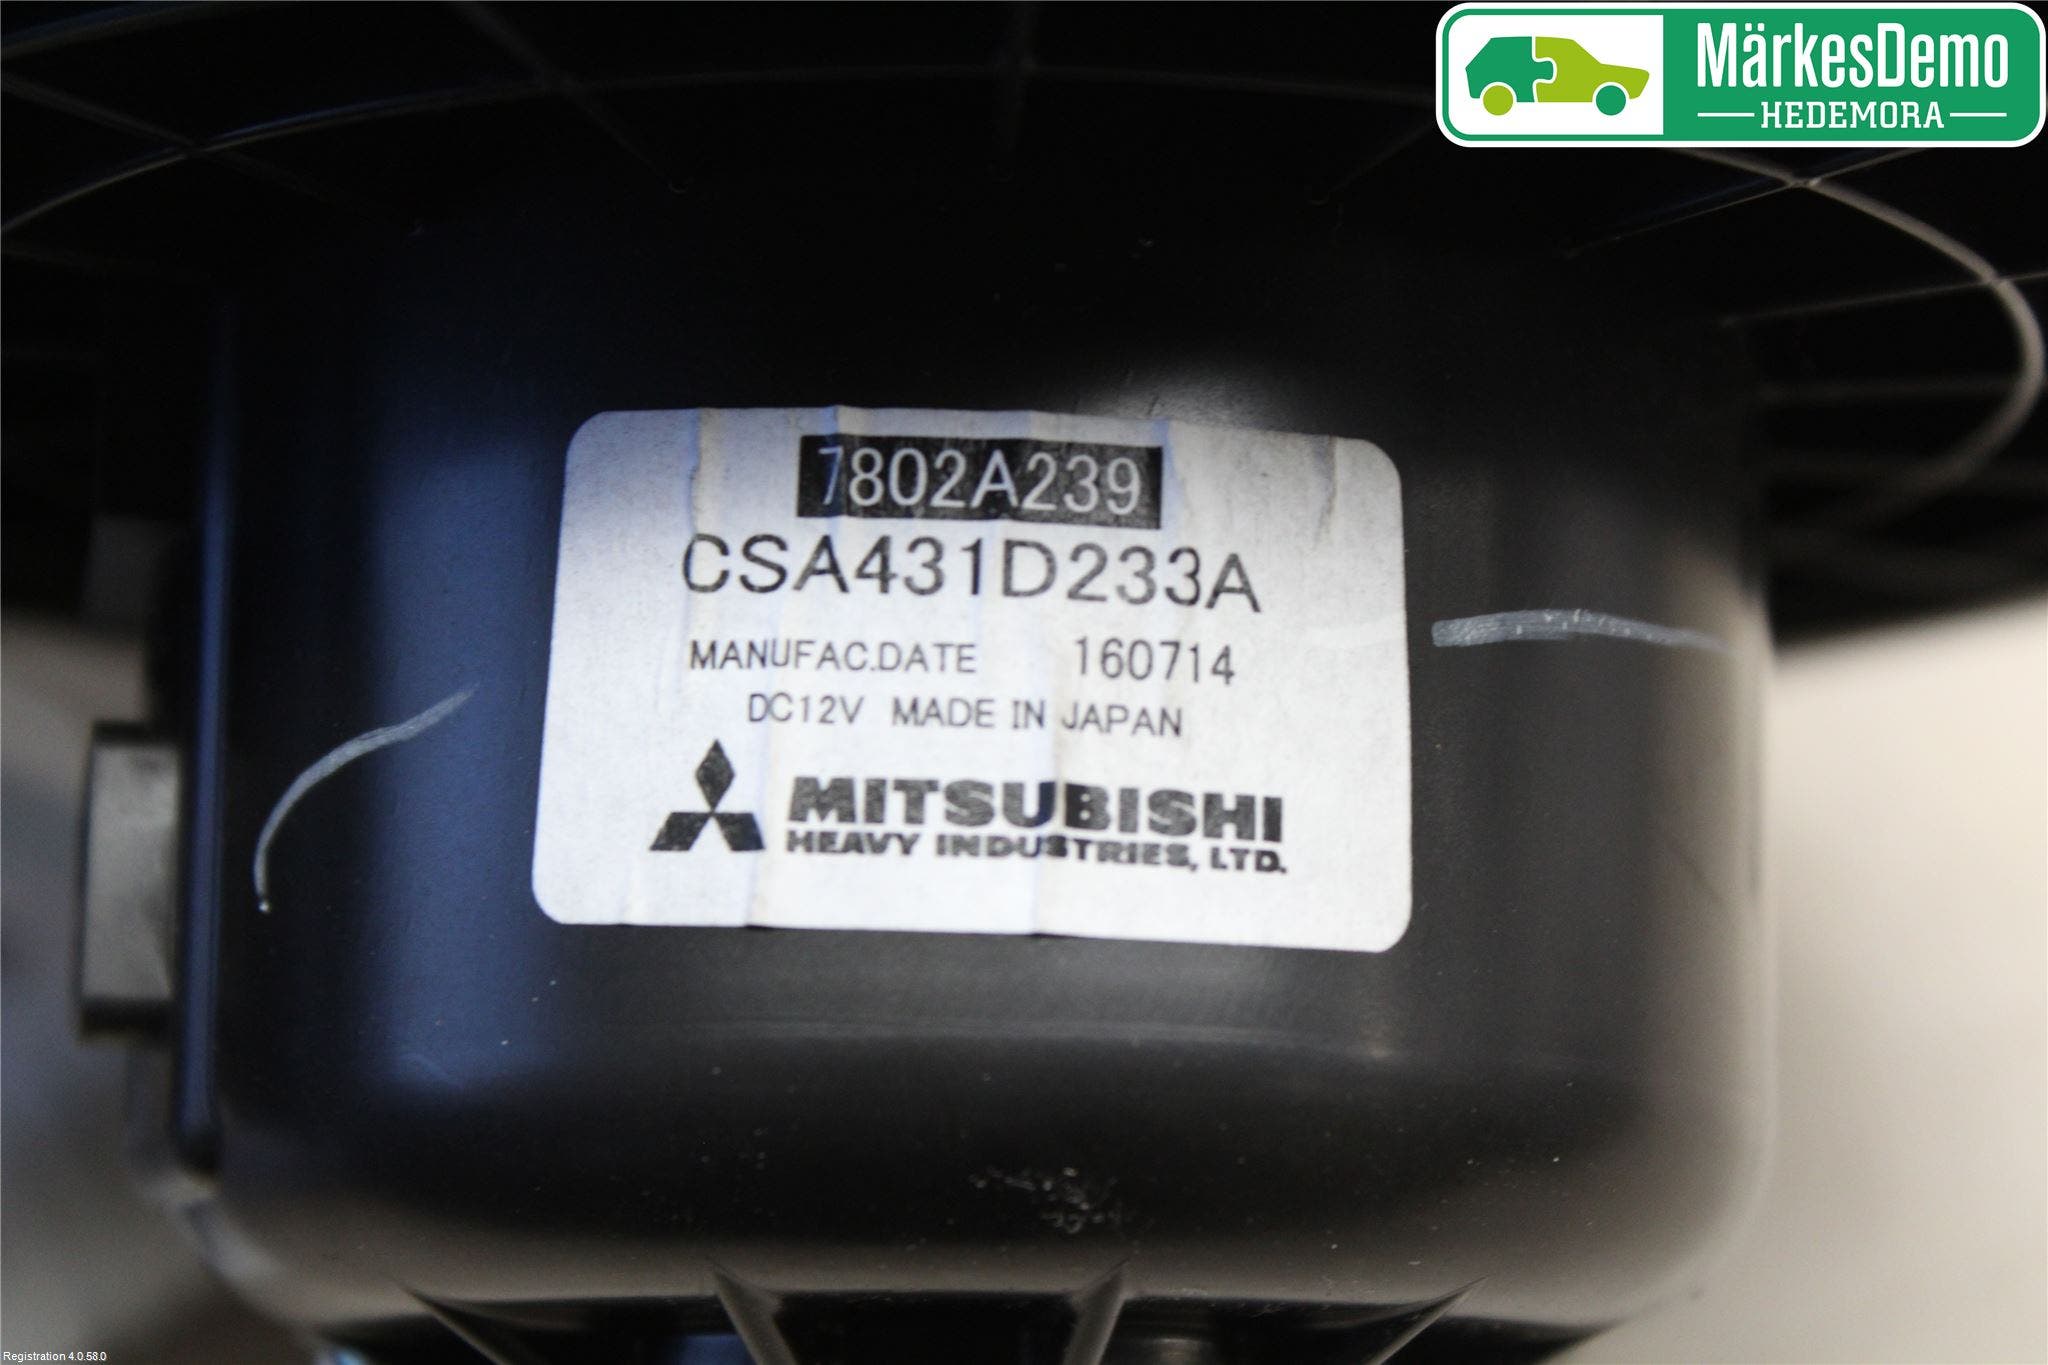 MärkesDemo
HEDEMORA
7802A239
CSA431D233A
MANUFAC.DATE 160714
DC12V MADE IN JAPAN
MITSUBISHI
HEAVY INDUSTRIES, LTD.
Registration 4.0.58.0